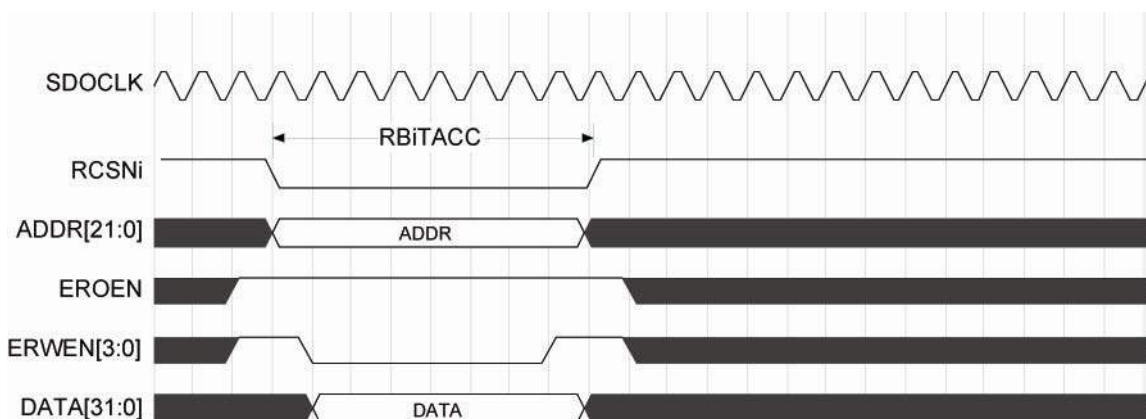 SDOCLK
RBiTACC
RCSNi
ADDR[21:0]
ADDR
EROEN
ERWEN[3:0]
DATA[31:0]
DATA